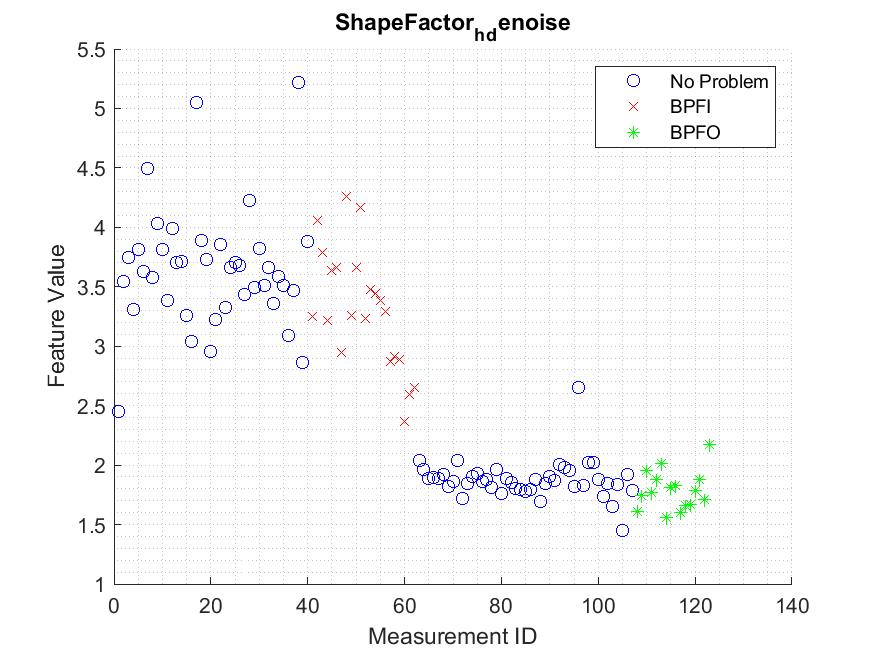 ShapeFactor_hdenoise
5.5
5
4.5
4
3.5
3
2.5
2
1.5
1
Feature Value
No Problem
BPFI
BPFO
0 20 40 60 80 100 120 140
Measurement ID